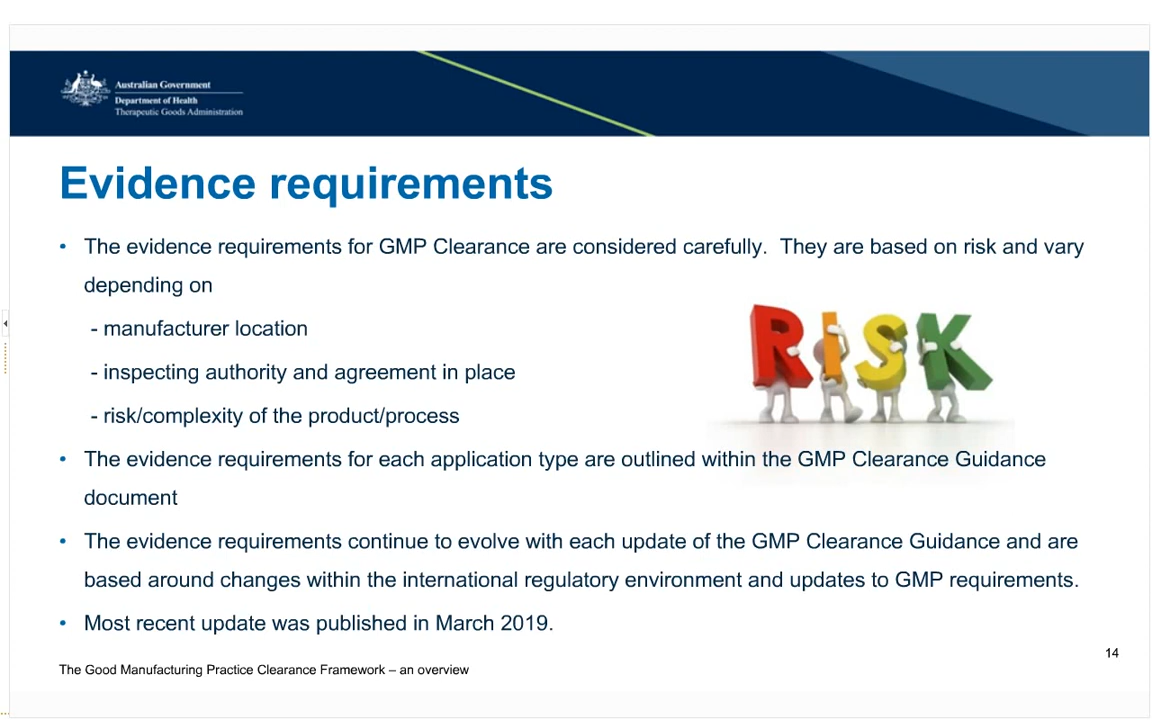 Australian Government
Department of Health
Therapeutic Goods Administration
Evidence requirements
• The evidence requirements for GMP Clearance are considered carefully.  They are based on risk and vary
depending on
- manufacturer location
- inspecting authority and agreement in place
- risk/complexity of the product/process
RISK
• The evidence requirements for each application type are outlined within the GMP Clearance Guidance
document
• The evidence requirements continue to evolve with each update of the GMP Clearance Guidance and are
based around changes within the international regulatory environment and updates to GMP requirements.
• Most recent update was published in March 2019.
14
The Good Manufacturing Practice Clearance Framework – an overview